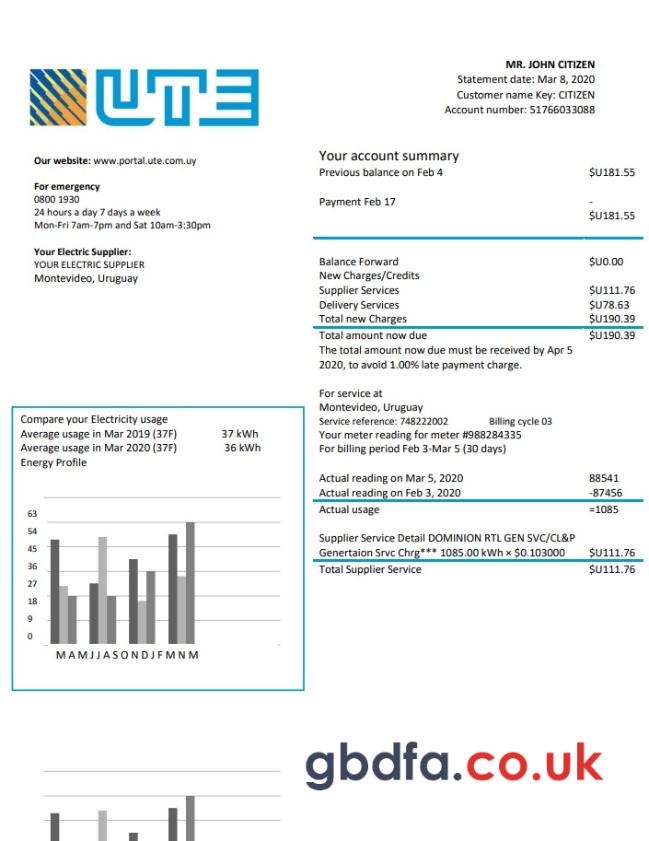 UTE
MR. JOHN CITIZEN
Statement date: Mar 8, 2020
Customer name Key: CITIZEN
Account number: 51766033088
Our website: www.portal.ute.com.uy
For emergency
0800 1930
24 hours a day 7 days a week
Mon-Fri 7am-7pm and Sat 10am-3:30pm
Your Electric Supplier:
YOUR ELECTRIC SUPPLIER
Montevideo, Uruguay
Your account summary
Previous balance on Feb 4 $U181.55
Payment Feb 17 -
$U181.55
Balance Forward $U0.00
New Charges/Credits
Supplier Services $U111.76
Delivery Services $U78.63
Total new Charges $U190.39
Total amount now due $U190.39
The total amount now due must be received by Apr 5
2020, to avoid 1.00% late payment charge.
For service at
Montevideo, Uruguay
Service reference: 748222002 Billing cycle 03
Your meter reading for meter #988284335
For billing period Feb 3-Mar 5 (30 days)
Actual reading on Mar 5, 2020 88541
Actual reading on Feb 3, 2020 -87456
Actual usage =1085
Supplier Service Detail DOMINION RTL GEN SVC/CL&P
Genertaion Srvc Chrg*** 1085.00 kWh × $0.103000 $U111.76
Total Supplier Service $U111.76
Compare your Electricity usage
Average usage in Mar 2019 (37F) 37 kWh
Average usage in Mar 2020 (37F) 36 kWh
Energy Profile
63
54
45
36
27
18
9
0
M A M J J A S O N D J F M N M
gbdfa.co.uk